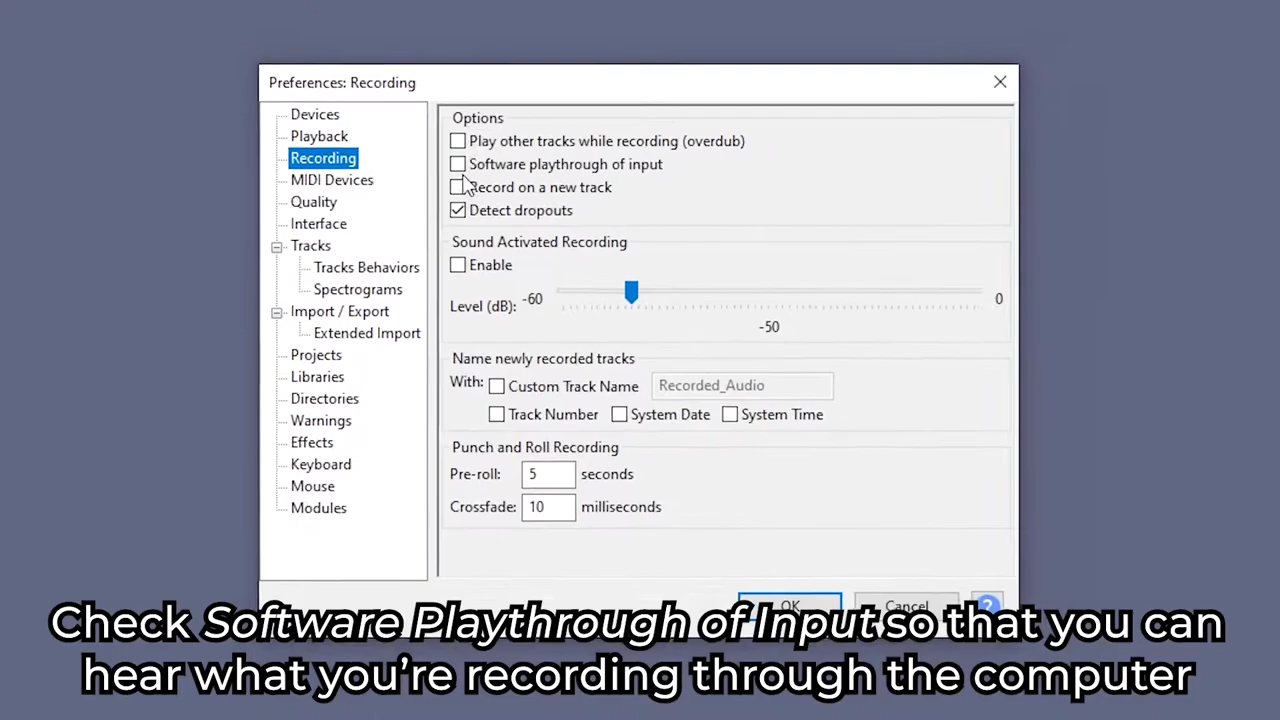 Preferences: Recording
Devices
Playback
Recording
MIDI Devices
Quality
Interface
Tracks
Tracks Behaviors
Spectrograms
Import / Export
Extended Import
Projects
Libraries
Directories
Warnings
Effects
Keyboard
Mouse
Modules
Options
Play other tracks while recording (overdub)
Software playthrough of input
Record on a new track
Detect dropouts
Sound Activated Recording
Enable
Level (dB): -60 0
-50
Name newly recorded tracks
With: Custom Track Name Recorded_Audio
Track Number System Date System Time
Punch and Roll Recording
Pre-roll: 5 seconds
Crossfade: 10 milliseconds
OK Cancel ?
Check Software Playthrough of Input so that you can
hear what you’re recording through the computer